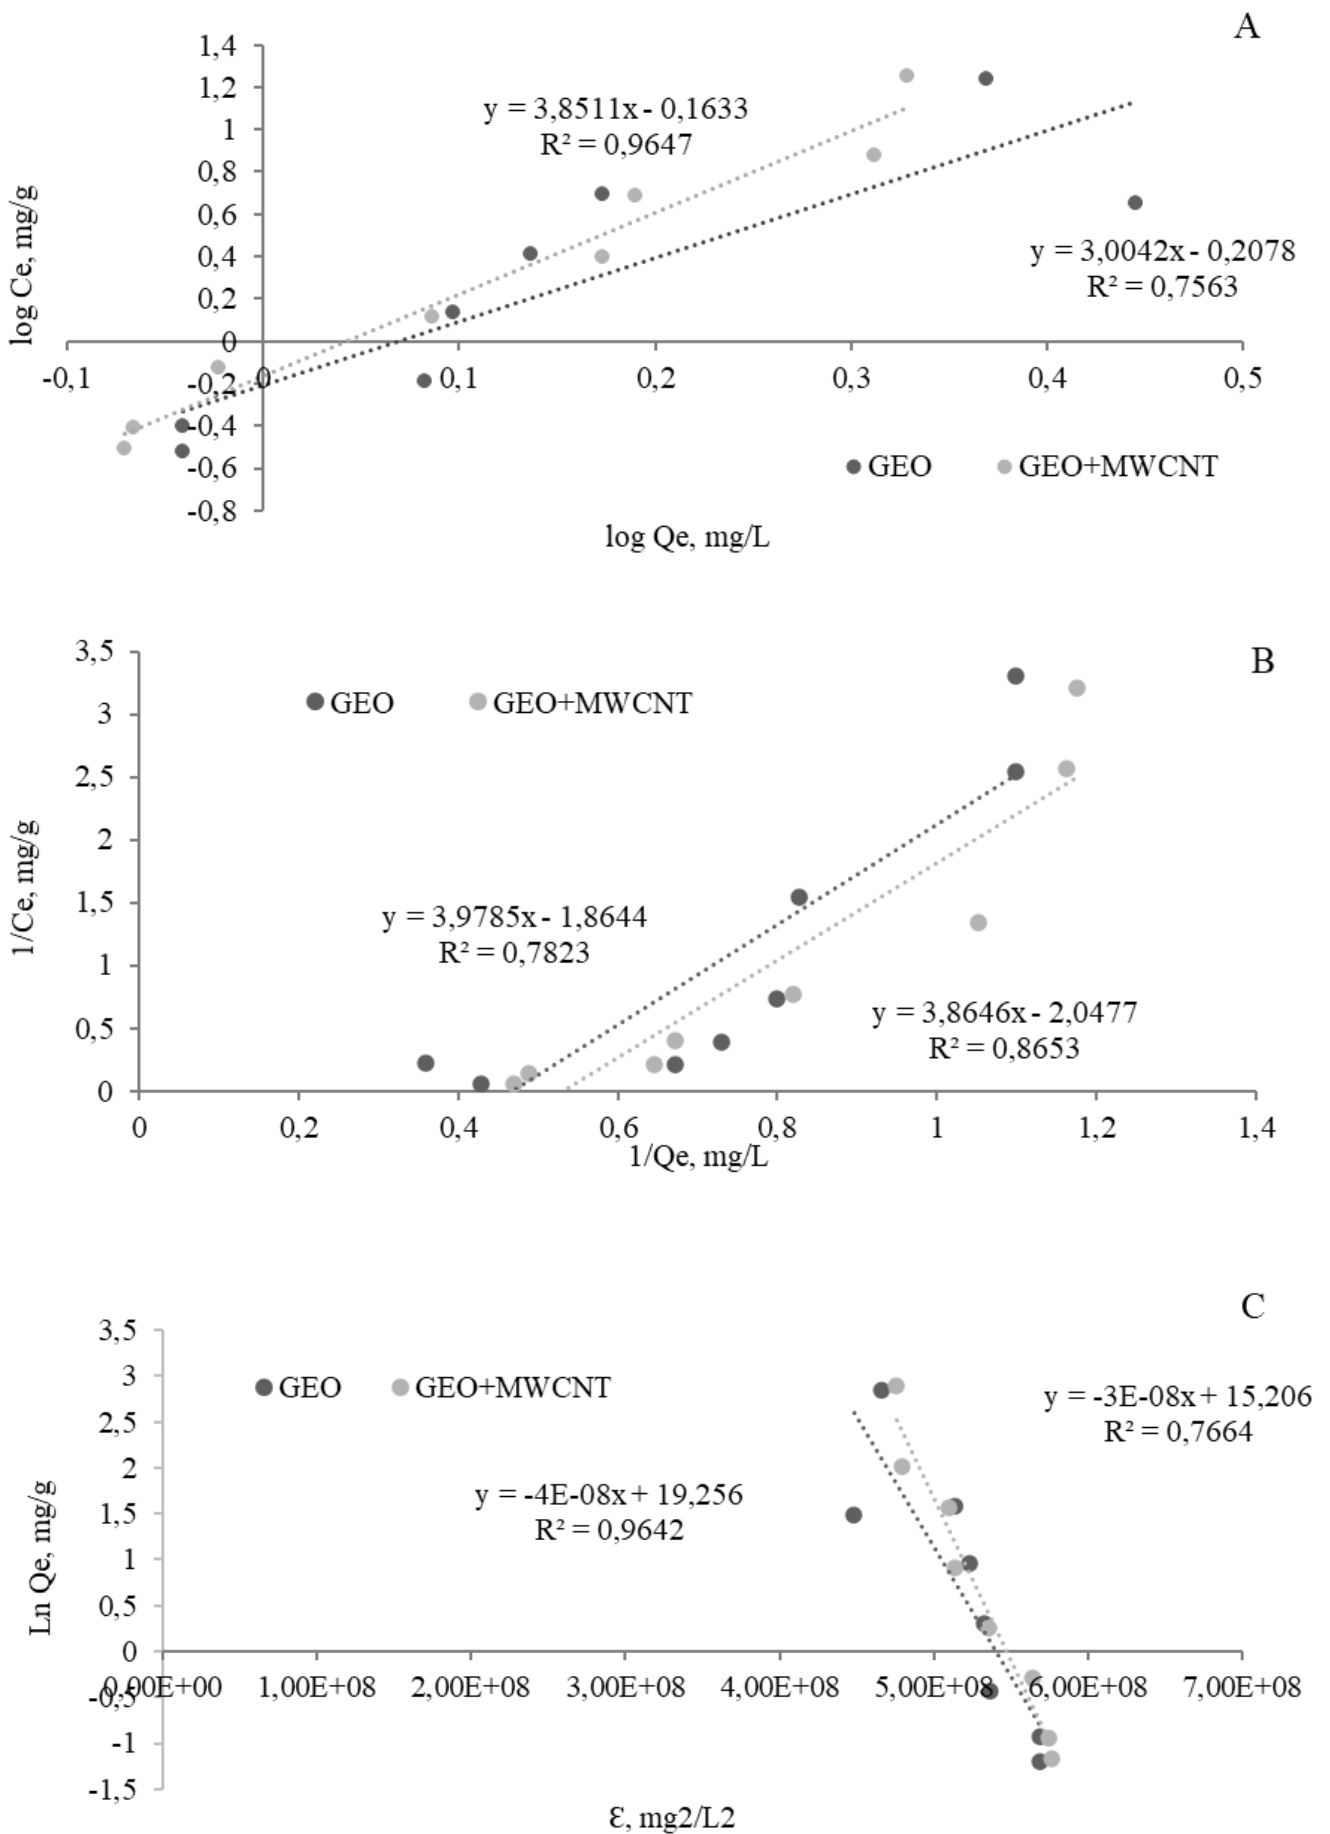 A
1,4
1,2
1
0,8
0,6
0,4
0,2
0
-0,2
-0,4
-0,6
-0,8
log Ce, mg/g
y = 3,8511x - 0,1633
R² = 0,9647
y = 3,0042x - 0,2078
R² = 0,7563
-0,1 0 0,1 0,2 0,3 0,4 0,5
GEO GEO+MWCNT
log Qe, mg/L
B
3,5
3
2,5
2
1,5
1
0,5
0
1/Ce, mg/g
GEO GEO+MWCNT
y = 3,9785x - 1,8644
R² = 0,7823
y = 3,8646x - 2,0477
R² = 0,8653
0 0,2 0,4 0,6 0,8 1 1,2 1,4
1/Qe, mg/L
C
3,5
3
2,5
2
1,5
1
0,5
0
-0,5
-1
-1,5
Ln Qe, mg/g
GEO GEO+MWCNT
y = -3E-08x + 15,206
R² = 0,7664
y = -4E-08x + 19,256
R² = 0,9642
0,00E+00 1,00E+08 2,00E+08 3,00E+08 4,00E+08 5,00E+08 6,00E+08 7,00E+08
Ɛ, mg2/L2